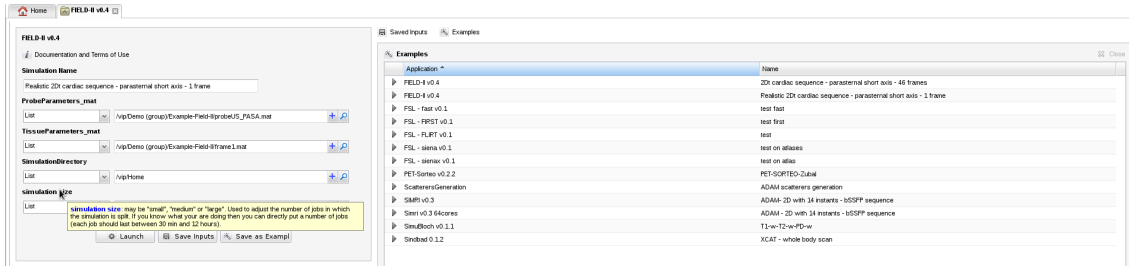 Home
FIELD-II v0.4
FIELD-II v0.4
Documentation and Terms of Use
Simulation Name
Realistic 2Dt cardiac sequence - parasternal short axis - 1 frame
ProbeParameters_mat
List
/vip/Demo (group)/Example-Field-II/probeUS_PASA.mat
TissueParameters_mat
List
/vip/Demo (group)/Example-Field-II/frame1.mat
SimulationDirectory
List
/vip/Home
simulation size
List
simulation size: may be "small", "medium" or "large". Used to adjust the number of jobs in which
the simulation is split. If you know what your are doing then you can directly put a number of jobs
(each job should last between 30 min and 12 hours).
Launch
Save Inputs
Save as Exampl
Saved Inputs
Examples
Examples
Close
Application Name
FIELD-II v0.4 2Dt cardiac sequence - parasternal short axis - 46 frames
FIELD-II v0.4 Realistic 2Dt cardiac sequence - parasternal short axis - 1 frame
FSL - fast v0.1 test fast
FSL - FIRST v0.1 test first
FSL - FLIRT v0.1 test
FSL - siena v0.1 test on atlases
FSL - sienax v0.1 test on atlas
PET-Sorteo v0.2.2 PET-SORTEO-Zubal
ScatterersGeneration ADAM scatterers generation
SIMRI v0.3 ADAM- 2D with 14 instants - bSSFP sequence
Simri v0.3 64cores ADAM - 2D with 14 instants - bSSFP sequence
SimuBloch v0.1.1 T1-w-T2-w-PD-w
Sindbad 0.1.2 XCAT - whole body scan